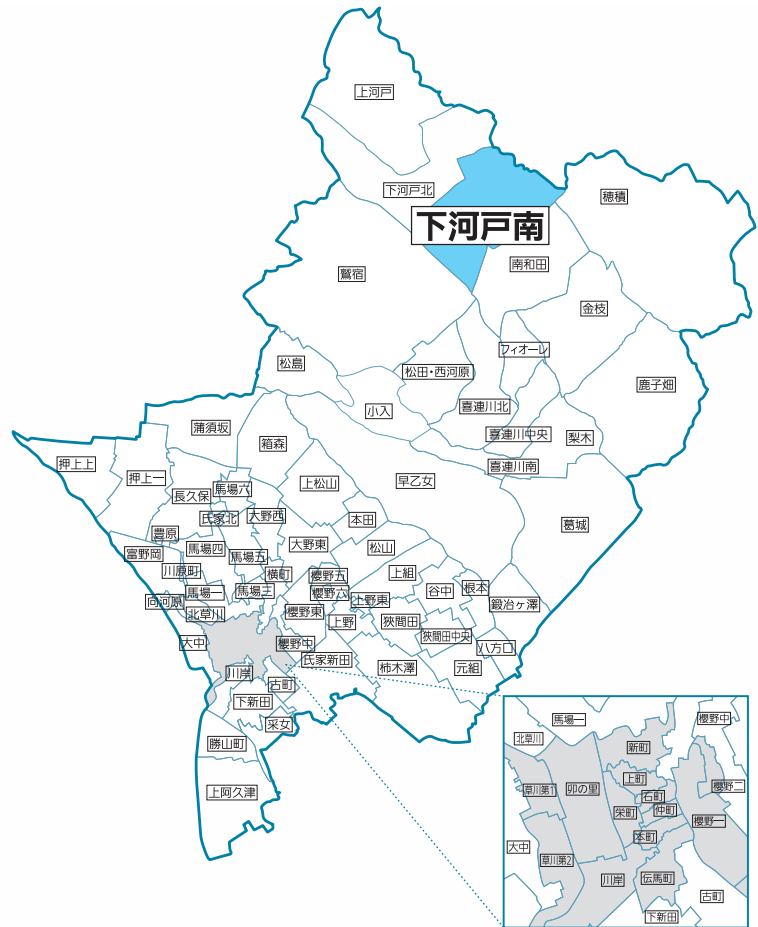 上河戸
下河戸北
穂積
下河戸南
南和田
鷲宿
金枝
フィオーレ
松島
松田・西河原
鹿子畑
小入
喜連川北
蒲須坂
喜連川中央
箱森
梨木
押上上
喜連川南
押上一
上松山
早乙女
馬場六
長久保
氏家北
大野西
本田
葛城
豊原
富野岡
馬場四
馬場五
大野東
松山
川原町
横町
櫻野五
上組
馬場一
馬場三
櫻野六
谷中
根本
向河原
北草川
櫻野東
上野東
鍛冶ヶ澤
上野
狹間田
大中
櫻野中
狹間田中央
八方口
氏家新田
川岸
柿木澤
元組
古町
下新田
采女
勝山町
上阿久津
馬場一
櫻野中
北草川
新町
上町
櫻野二
草川第1
卯の里
石町
栄町
仲町
櫻野一
本町
大中
草川第2
川岸
伝馬町
古町
下新田